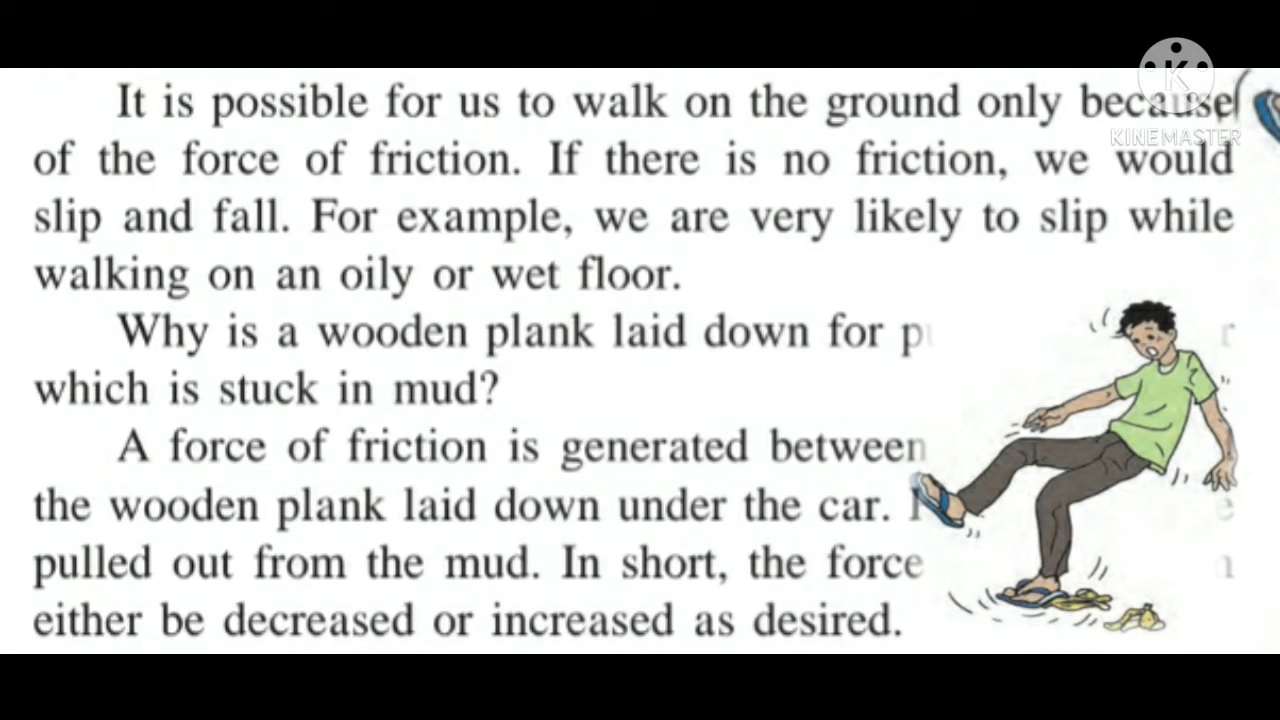 It is possible for us to walk on the ground only because
of the force of friction. If there is no friction, we would
slip and fall. For example, we are very likely to slip while
walking on an oily or wet floor.
Why is a wooden plank laid down for
which is stuck in mud?
A force of friction is generated between
the wooden plank laid down under the car.
pulled out from the mud. In short, the force
either be decreased or increased as desired.
K
KINEMASTER